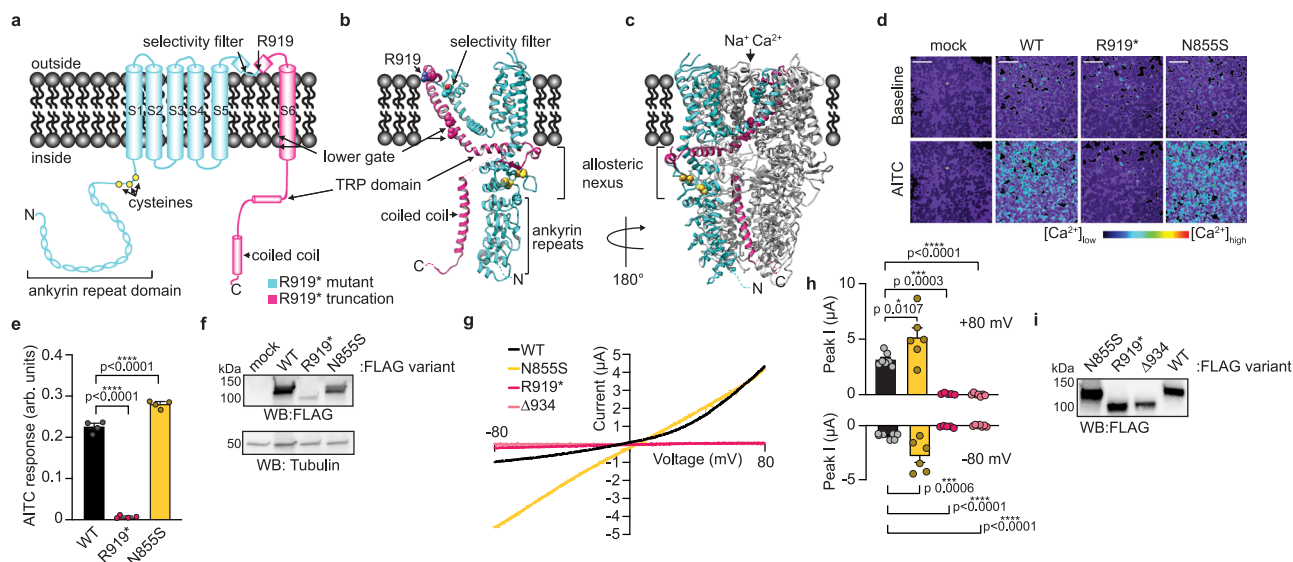 a
selectivity filter
R919
outside
S1 S2 S3 S4 S5 S6
inside
lower gate
TRP domain
cysteines
N
coiled coil
C
ankyrin repeat domain
R919* mutant
R919* truncation
b
selectivity filter
R919
coiled coil
allosteric
nexus
ankyrin
repeats
C
N
180°
c
Na⁺ Ca²⁺
N
C
d
mock WT R919* N855S
Baseline
AITC
[Ca²⁺]low [Ca²⁺]high
e
AITC response (arb. units)
0.4
0.3
0.2
0.1
0
****
p<0.0001
****
p<0.0001
WT
R919*
N855S
f
mock
WT
R919*
N855S
:FLAG variant
kDa
150
100
WB:FLAG
50
WB: Tubulin
g
WT
N855S
R919*
Δ934
Current (µA)
5
4
3
2
1
-1
-2
-3
-4
-5
-80
Voltage (mV)
80
h
****
p<0.0001
***
p 0.0003
*
p 0.0107
Peak I (µA)
10
5
0
+80 mV
Peak I (µA)
0
-5
-80 mV
***
p 0.0006
****
p<0.0001
****
p<0.0001
i
N855S
R919*
Δ934
WT
:FLAG variant
kDa
150
100
WB:FLAG